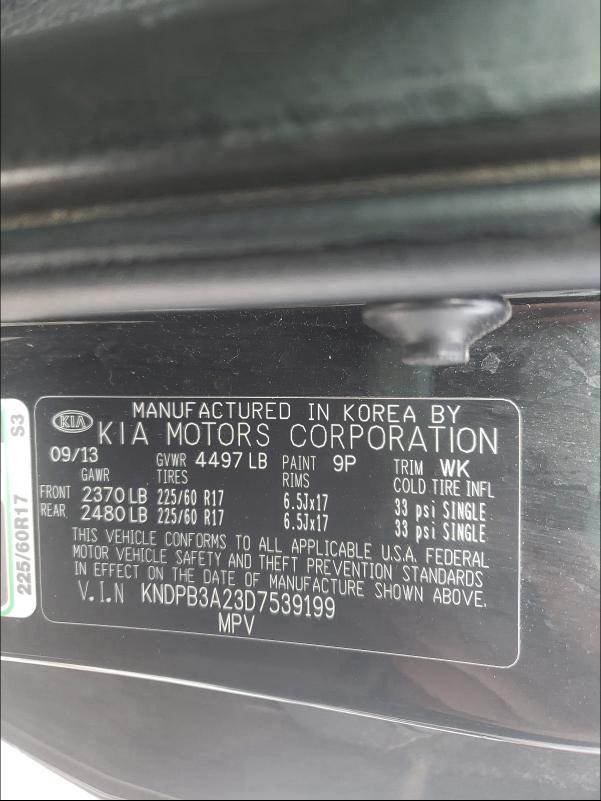 KIA
MANUFACTURED IN KOREA BY
KIA MOTORS CORPORATION
09/13 GVWR 4497 LB PAINT 9P TRIM WK
GAWR TIRES RIMS COLD TIRE INFL
FRONT 2370 LB 225/60 R17 6.5Jx17 33 psi SINGLE
REAR 2480 LB 225/60 R17 6.5Jx17 33 psi SINGLE
THIS VEHICLE CONFORMS TO ALL APPLICABLE U.S.A. FEDERAL
MOTOR VEHICLE SAFETY AND THEFT PREVENTION STANDARDS
IN EFFECT ON THE DATE OF MANUFACTURE SHOWN ABOVE.
V.I.N KNDPB3A23D7539199
MPV
225/60R17 S3